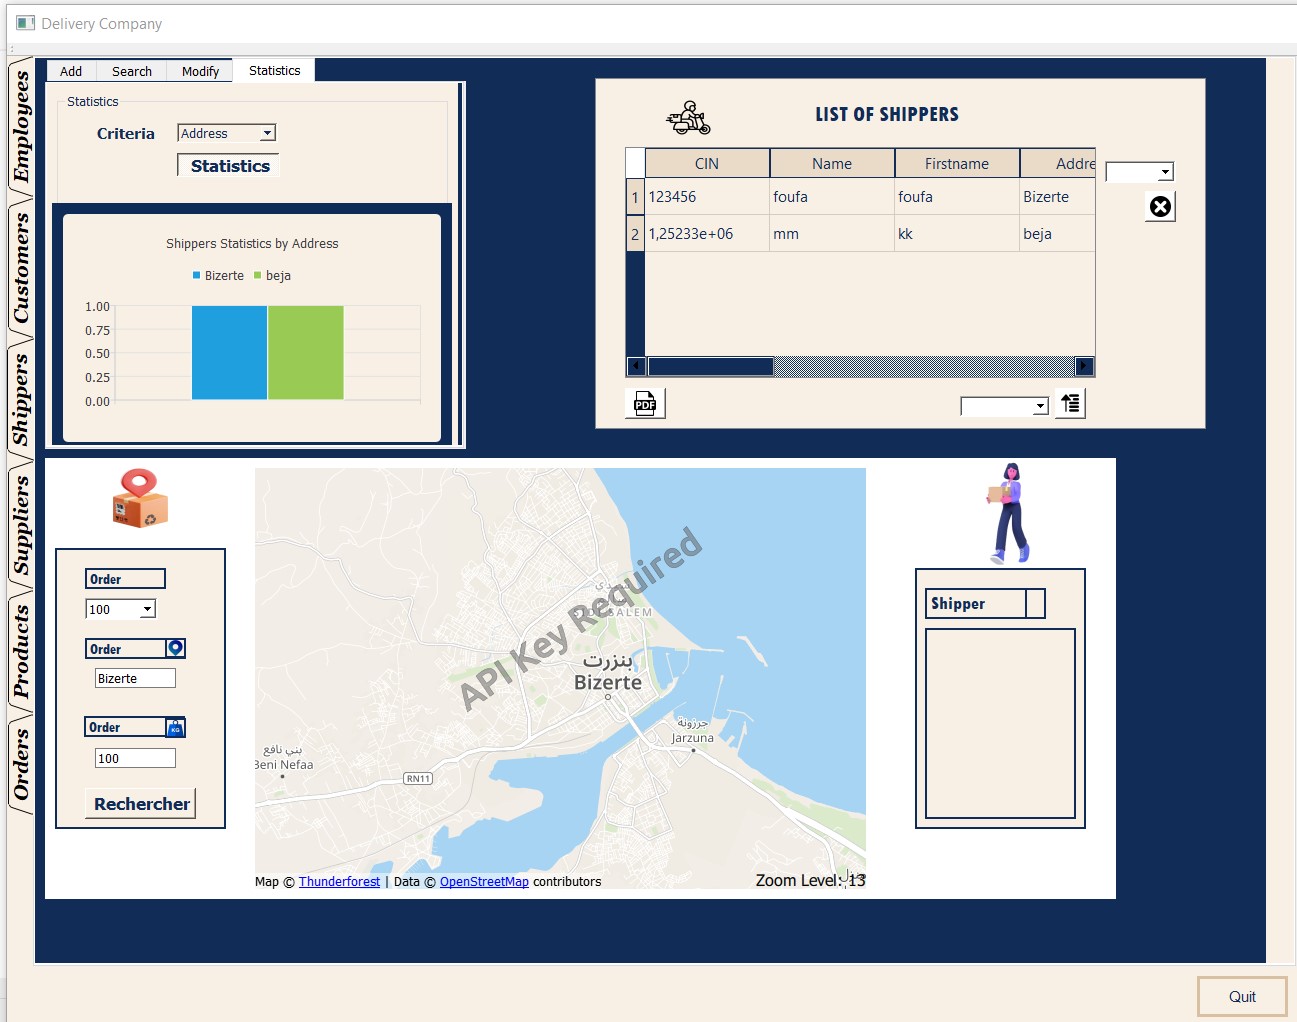 Delivery Company
Employees
Customers
Shippers
Suppliers
Products
Orders
Add Search Modify Statistics
Statistics
Criteria Address
Statistics
Shippers Statistics by Address
Bizerte beja
1.00
0.75
0.50
0.25
0.00
LIST OF SHIPPERS
CIN Name Firstname Addre
1 123456 foufa foufa Bizerte
2 1,25233e+06 mm kk beja
PDF
Order
100
Order
Bizerte
Order
KG
100
Rechercher
API Key Required
SIDI SALEM
بنزرت
Bizerte
جرزونة
Jarzuna
بني نافع
Beni Nefaa
RN11
Map © Thunderforest | Data © OpenStreetMap contributors
Zoom Level: 13
Shipper
Quit